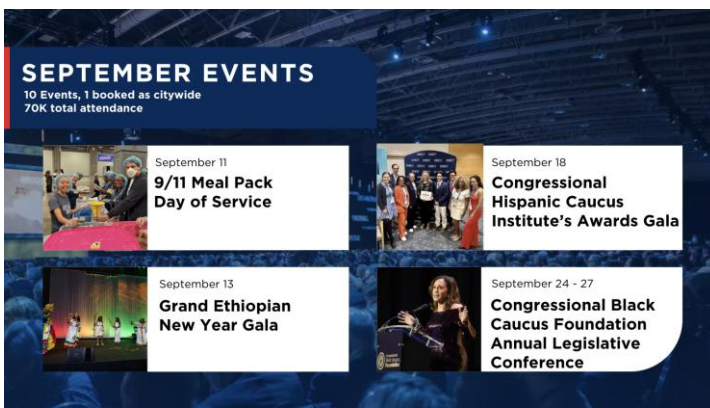 SEPTEMBER EVENTS
10 Events, 1 booked as citywide
70K total attendance
September 11
9/11 Meal Pack
Day of Service
September 18
Congressional
Hispanic Caucus
Institute's Awards Gala
September 13
Grand Ethiopian
New Year Gala
September 24 - 27
Congressional Black
Caucus Foundation
Annual Legislative
Conference